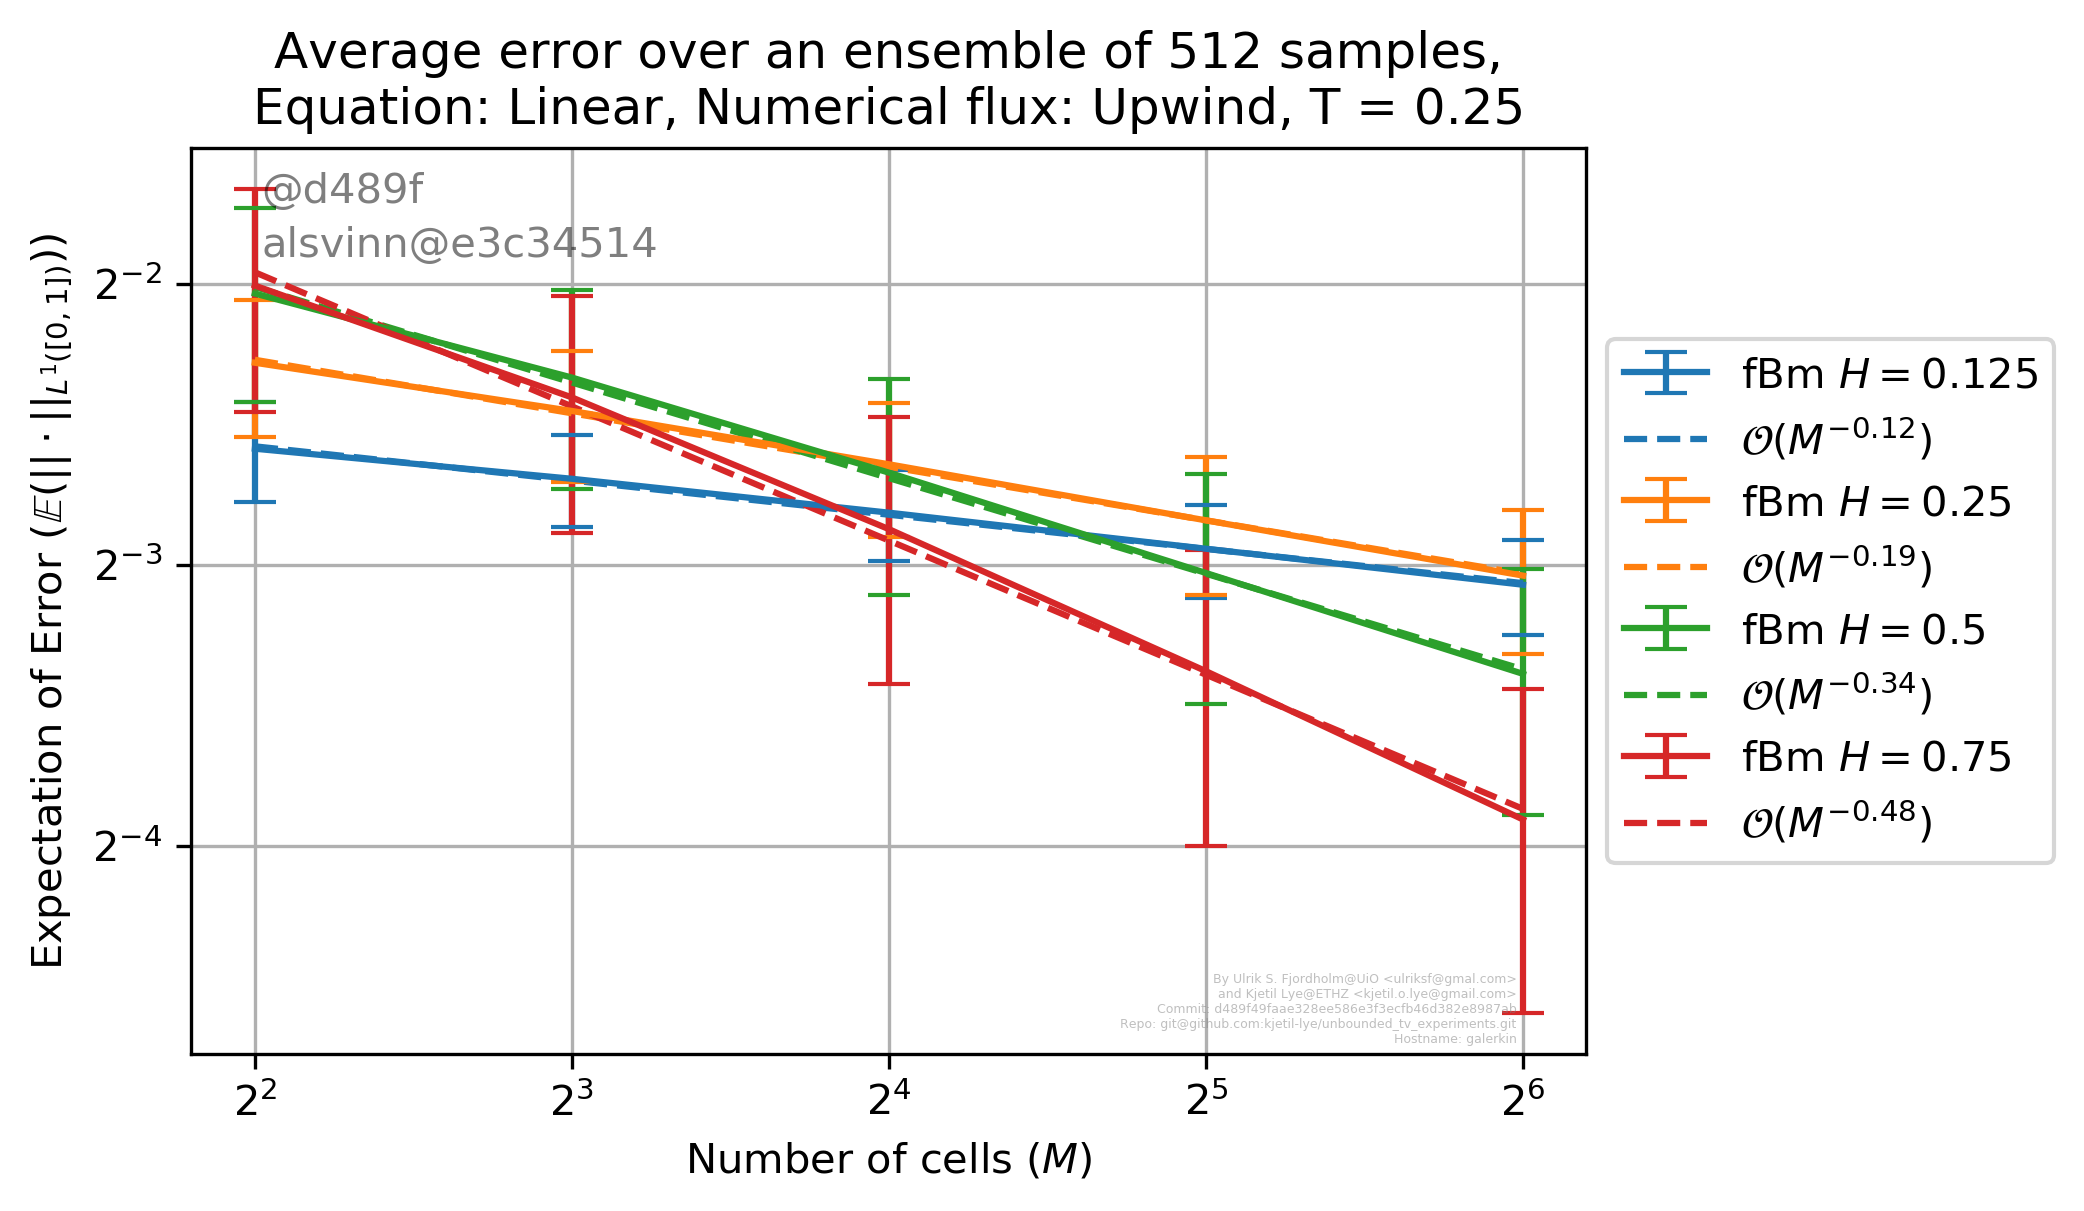 Average error over an ensemble of 512 samples,
Equation: Linear, Numerical flux: Upwind, T = 0.25
@d489f
alsvinn@e3c34514
Expectation of Error (𝔼(||·||_{L^1([0,1])}))
2^{-2}
2^{-3}
2^{-4}
fBm H = 0.125
𝒪(M^{-0.12})
fBm H = 0.25
𝒪(M^{-0.19})
fBm H = 0.5
𝒪(M^{-0.34})
fBm H = 0.75
𝒪(M^{-0.48})
By Ulrik S. Fjordholm@UiO <ulriksf@gmal.com>
and Kjetil Lye@ETHZ <kjetil.o.lye@gmail.com>
Commit: d489f49faae328ee586e3f3ecfb46d382e8987ab
Repo: git@github.com:kjetil-lye/unbounded_tv_experiments.git
Hostname: galerkin
2^2 2^3 2^4 2^5 2^6
Number of cells (M)